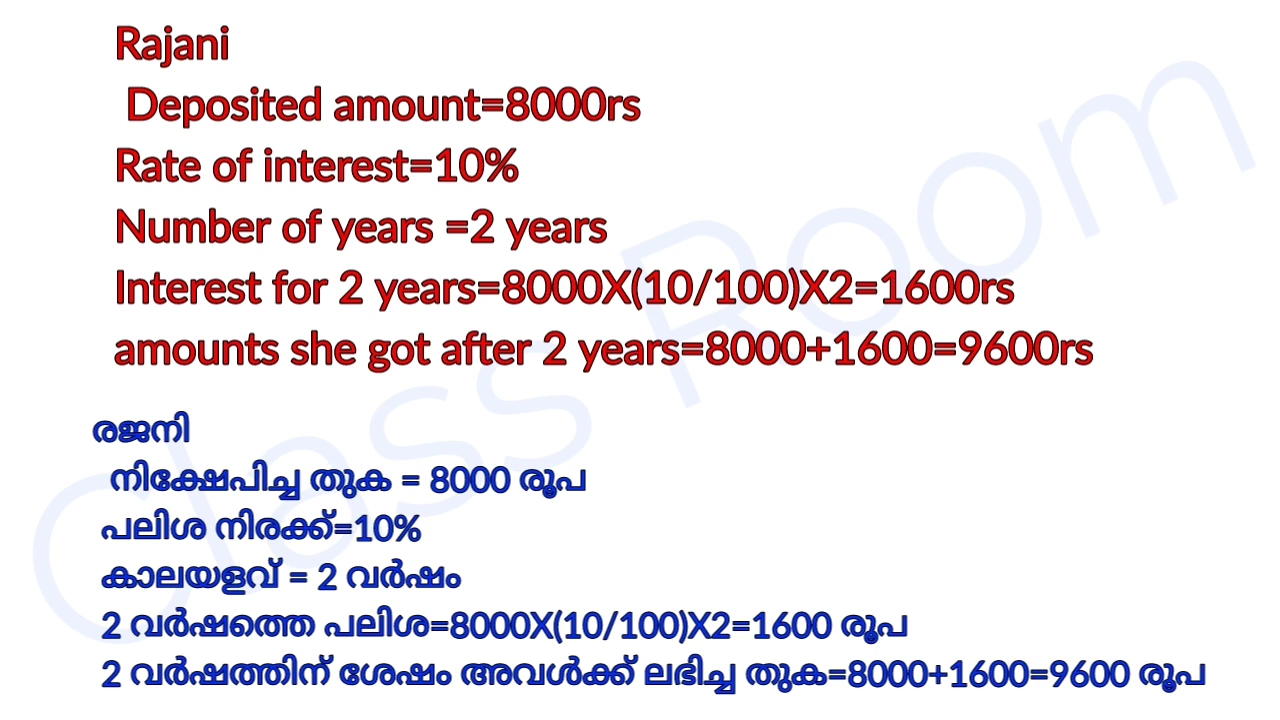 Rajani
Deposited amount=8000rs
Rate of interest=10%
Number of years =2 years
Interest for 2 years=8000X(10/100)X2=1600rs
amounts she got after 2 years=8000+1600=9600rs
രജനി
നിക്ഷേപിച്ച തുക = 8000 രൂപ
പലിശ നിരക്ക്=10%
കാലയളവ് = 2 വർഷം
2 വർഷത്തെ പലിശ=8000X(10/100)X2=1600 രൂപ
2 വർഷത്തിന് ശേഷം അവൾക്ക് ലഭിച്ച തുക=8000+1600=9600 രൂപ
Class Room